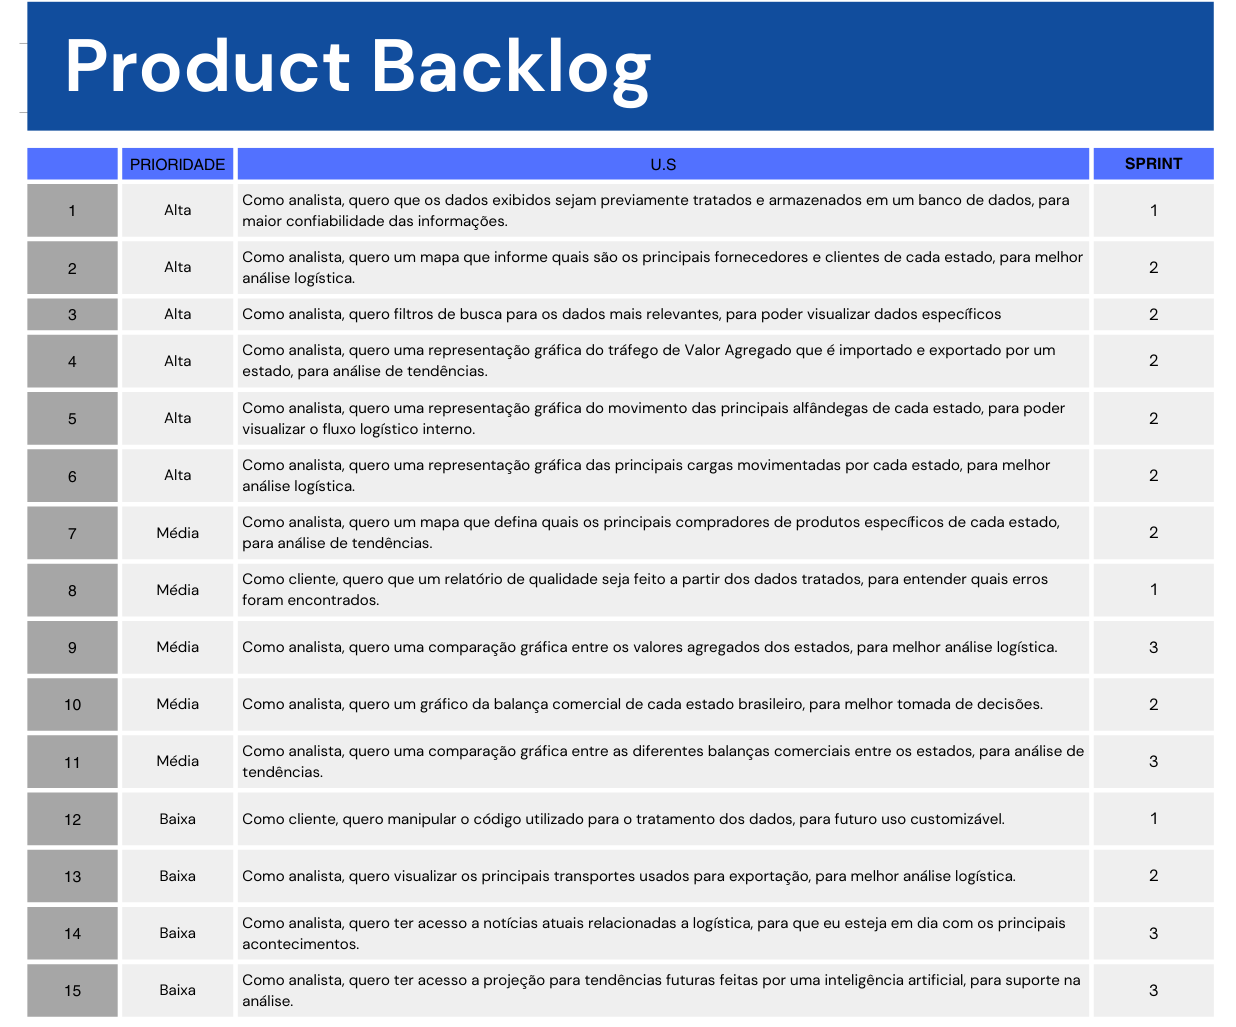 Product Backlog
PRIORIDADE U.S SPRINT
1 Alta Como analista, quero que os dados exibidos sejam previamente tratados e armazenados em um banco de dados, para
maior confiabilidade das informações. 1
2 Alta Como analista, quero um mapa que informe quais são os principais fornecedores e clientes de cada estado, para melhor
análise logística. 2
3 Alta Como analista, quero filtros de busca para os dados mais relevantes, para poder visualizar dados específicos 2
4 Alta Como analista, quero uma representação gráfica do tráfego de Valor Agregado que é importado e exportado por um
estado, para análise de tendências. 2
5 Alta Como analista, quero uma representação gráfica do movimento das principais alfândegas de cada estado, para poder
visualizar o fluxo logístico interno. 2
6 Alta Como analista, quero uma representação gráfica das principais cargas movimentadas por cada estado, para melhor
análise logística. 2
7 Média Como analista, quero um mapa que defina quais os principais compradores de produtos específicos de cada estado,
para análise de tendências. 2
8 Média Como cliente, quero que um relatório de qualidade seja feito a partir dos dados tratados, para entender quais erros
foram encontrados. 1
9 Média Como analista, quero uma comparação gráfica entre os valores agregados dos estados, para melhor análise logística. 3
10 Média Como analista, quero um gráfico da balança comercial de cada estado brasileiro, para melhor tomada de decisões. 2
11 Média Como analista, quero uma comparação gráfica entre as diferentes balanças comerciais entre os estados, para análise de
tendências. 3
12 Baixa Como cliente, quero manipular o código utilizado para o tratamento dos dados, para futuro uso customizável. 1
13 Baixa Como analista, quero visualizar os principais transportes usados para exportação, para melhor análise logística. 2
14 Baixa Como analista, quero ter acesso a notícias atuais relacionadas a logística, para que eu esteja em dia com os principais
acontecimentos. 3
15 Baixa Como analista, quero ter acesso a projeção para tendências futuras feitas por uma inteligência artificial, para suporte na
análise. 3